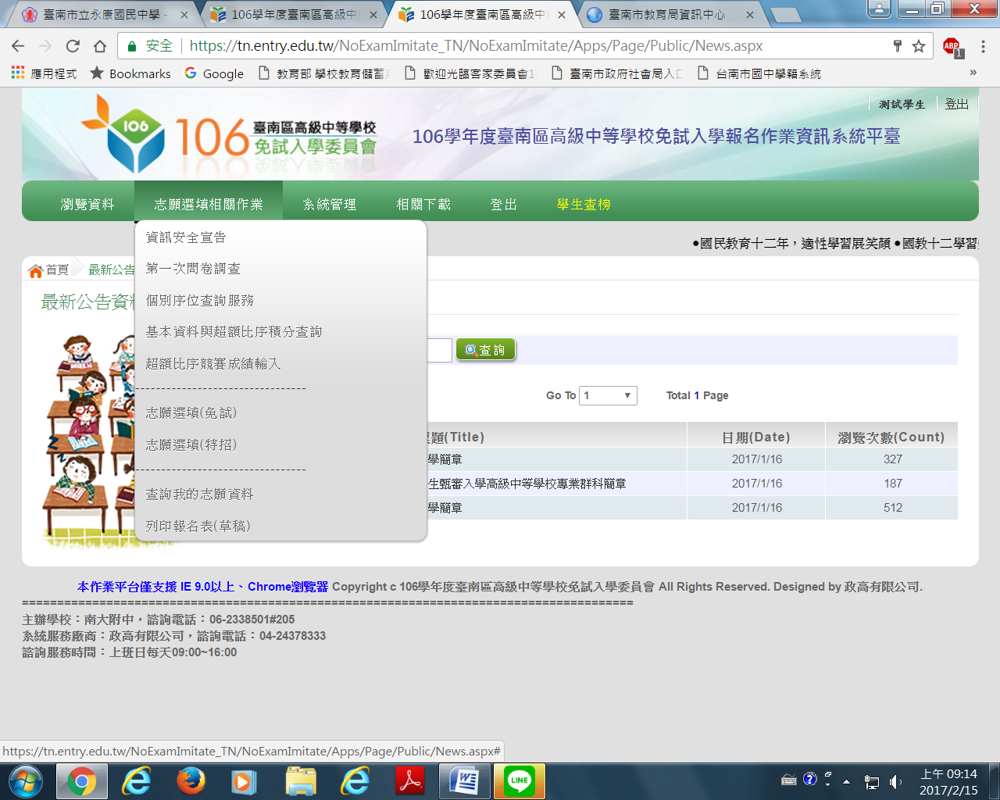 臺南市立永康國民中學 -
106學年度臺南區高級中
106學年度臺南區高級中
臺南市教育局資訊中心
安全
https://tn.entry.edu.tw/NoExamImitate_TN/NoExamImitate/Apps/Page/Public/News.aspx
ABP
1
應用程式
Bookmarks
Google
教育部 學校教育儲蓄
歡迎光臨客家委員會1
臺南市政府社會局入口
台南市國中學籍系統
»
106
106
臺南區高級中等學校
免試入學委員會
106學年度臺南區高級中等學校免試入學報名作業資訊系統平臺
測試學生
登出
瀏覽資料
志願選填相關作業
系統管理
相關下載
登出
學生查榜
●國民教育十二年，適性學習展笑顏 ●國教十二學習
首頁
最新公告
最新公告資
資訊安全宣告
第一次問卷調查
個別序位查詢服務
基本資料與超額比序積分查詢
超額比序競賽成績輸入
------------------------------
志願選填(免試)
志願選填(特招)
------------------------------
查詢我的志願資料
列印報名表(草稿)
查 詢
Go To 1
Total 1 Page
題(Title)
日期(Date)
瀏覽次數(Count)
學簡章
2017/1/16
327
生甄審入學高級中等學校專業群科簡章
2017/1/16
187
學簡章
2017/1/16
512
本作業平台僅支援 IE 9.0以上、Chrome瀏覽器 Copyright c 106學年度臺南區高級中等學校免試入學委員會 All Rights Reserved. Designed by 政高有限公司.
=======================================================================================
主辦學校：南大附中，諮詢電話：06-2338501#205
系統服務廠商：政高有限公司，諮詢電話：04-24378333
諮詢服務時間：上班日每天09:00~16:00
https://tn.entry.edu.tw/NoExamImitate_TN/NoExamImitate/Apps/Page/Public/News.aspx#
LINE
上午 09:14
2017/2/15